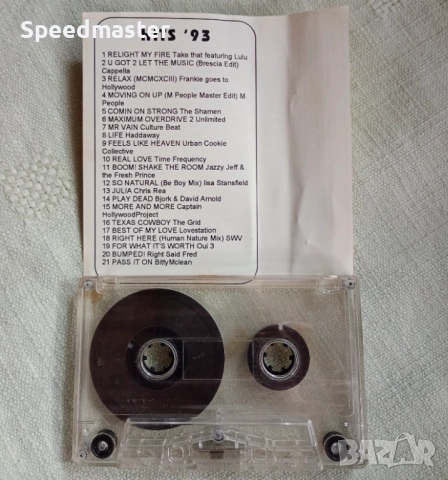 Speedmaster
HITS '93
1 RELIGHT MY FIRE Take that featuring Lulu
2 U GOT 2 LET THE MUSIC (Brescia Edit)
Cappella
3 RELAX (MCMCXCIII) Frankie goes to
Hollywood
4 MOVING ON UP (M People Master Edit) M
People
5 COMIN ON STRONG The Shamen
6 MAXIMUM OVERDRIVE 2 Unlimited
7 MR VAIN Culture Beat
8 LIFE Haddaway
9 FEELS LIKE HEAVEN Urban Cookie
Collective
10 REAL LOVE Time Frequency
11 BOOM! SHAKE THE ROOM Jazzy Jeff &
the Fresh Prince
12 SO NATURAL (Be Boy Mix) lisa Stansfield
13 JULIA Chris Rea
14 PLAY DEAD Bjork & David Arnold
15 MORE AND MORE Captain
HollywoodProject
16 TEXAS COWBOY The Grid
17 BEST OF MY LOVE Lovestation
18 RIGHT HERE (Human Nature Mix) SWV
19 FOR WHAT IT'S WORTH Oui 3
20 BUMPED! Right Said Fred
21 PASS IT ON BittyMclean
BAZAR
bg